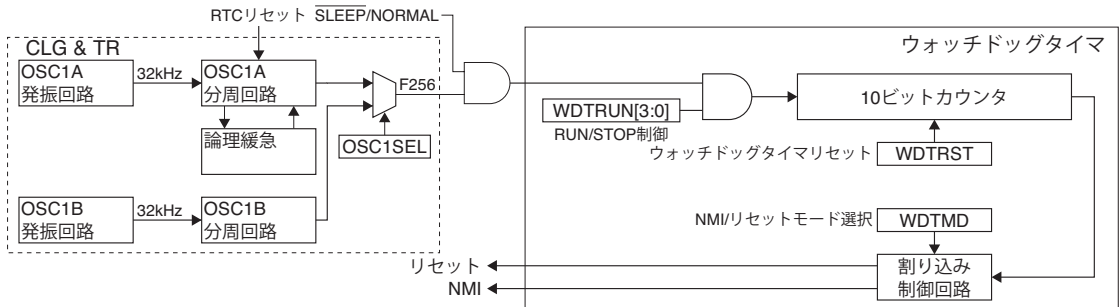 RTCリセット SLEEP/NORMAL
CLG & TR
ウォッチドッグタイマ
OSC1A
発振回路
32kHz
OSC1A
分周回路
F256
論理緩急
OSC1SEL
WDTRUN[3:0]
RUN/STOP制御
10ビットカウンタ
ウォッチドッグタイマリセット
WDTRST
OSC1B
発振回路
32kHz
OSC1B
分周回路
NMI/リセットモード選択
WDTMD
リセット
NMI
割り込み
制御回路